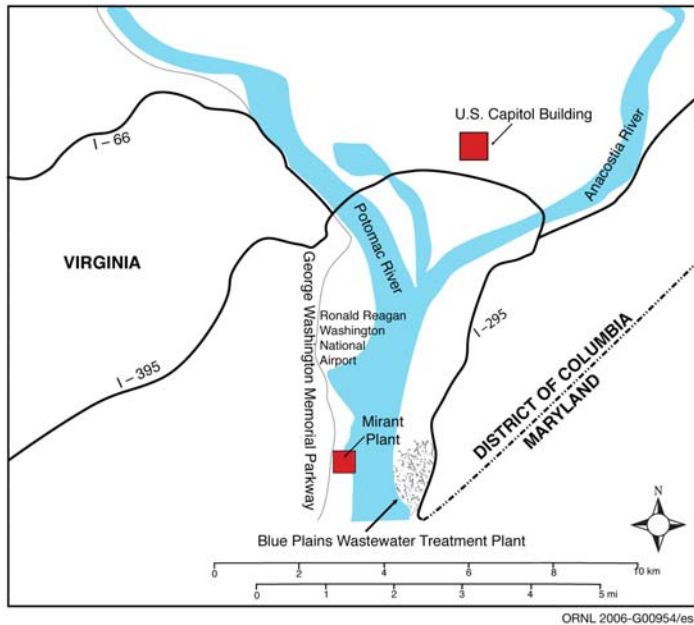 U.S. Capitol Building
Anacostia River
I – 66
Potomac River
VIRGINIA
George Washington Memorial Parkway
Ronald Reagan
Washington
National
Airport
I–295
I–395
DISTRICT OF COLUMBIA
MARYLAND
Mirant
Plant
N
Blue Plains Wastewater Treatment Plant
0 2 4 6 8 10 km
0 1 2 3 4 5 mi
ORNL 2006-G00954/es